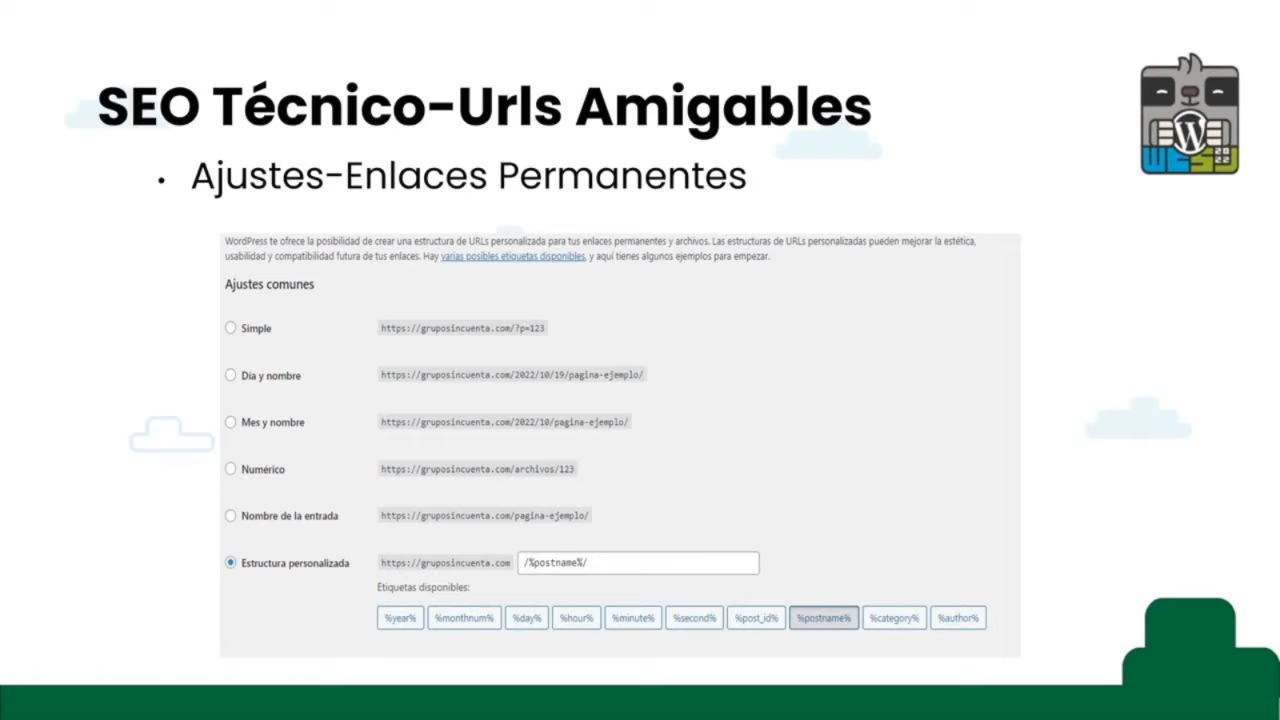 SEO Técnico-Urls Amigables
• Ajustes-Enlaces Permanentes
WordPress te ofrece la posibilidad de crear una estructura de URLs personalizada para tus enlaces permanentes y archivos. Las estructuras de URLs personalizadas pueden mejorar la estética,
usabilidad y compatibilidad futura de tus enlaces. Hay varias posibles etiquetas disponibles, y aquí tienes algunos ejemplos para empezar.
Ajustes comunes
Simple https://gruposincuenta.com/?p=123
Día y nombre https://gruposincuenta.com/2022/10/19/pagina-ejemplo/
Mes y nombre https://gruposincuenta.com/2022/10/pagina-ejemplo/
Numérico https://gruposincuenta.com/archivos/123
Nombre de la entrada https://gruposincuenta.com/pagina-ejemplo/
Estructura personalizada https://gruposincuenta.com /%postname%/
Etiquetas disponibles:
%year% %monthnum% %day% %hour% %minute% %second% %post_id% %postname% %category% %author%